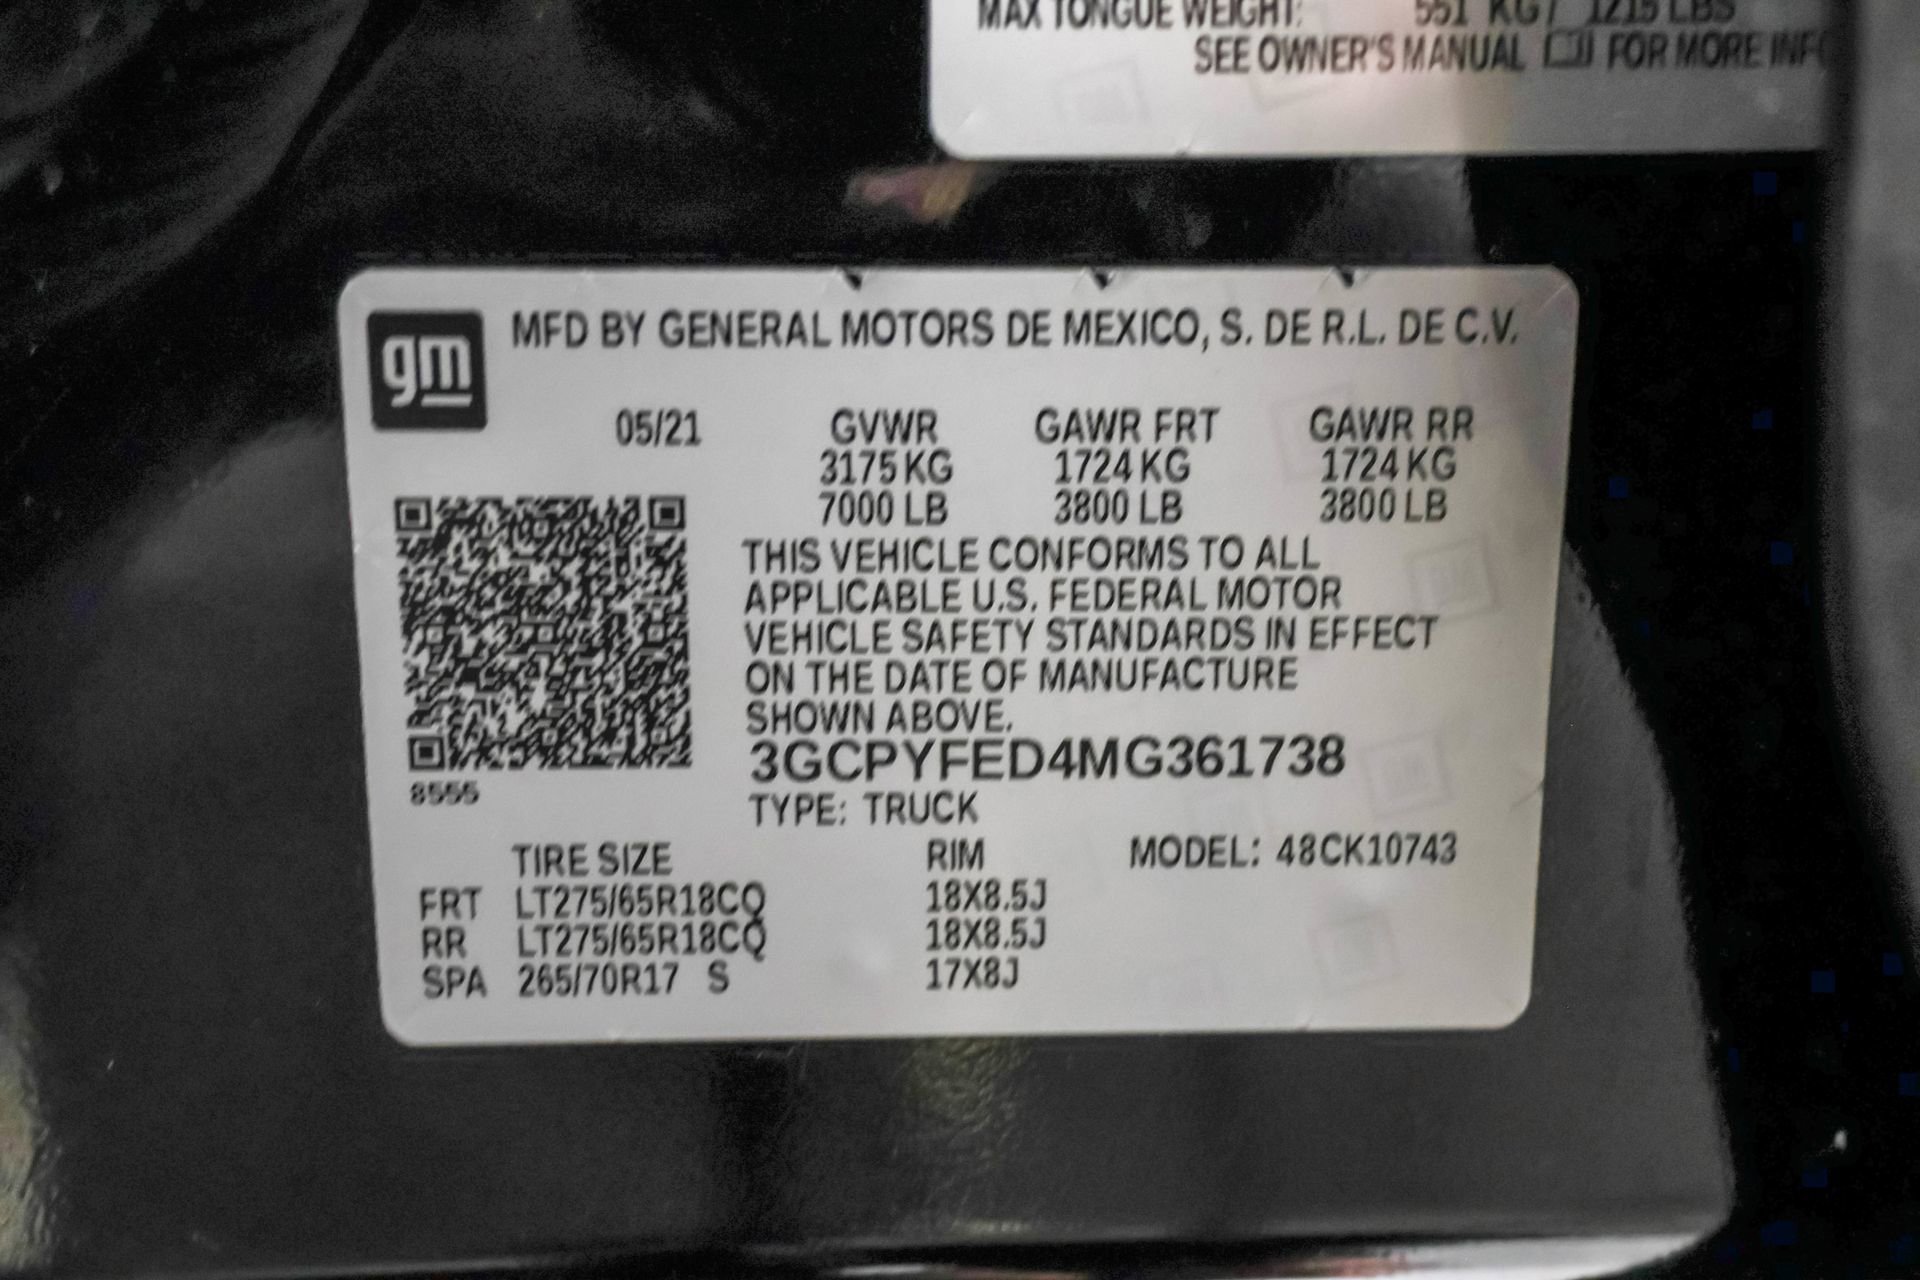 MAX TONGUE WEIGHT: 551 KG / 1215 LBS
SEE OWNER'S MANUAL FOR MORE INFO
gm
MFD BY GENERAL MOTORS DE MEXICO, S. DE R.L. DE C.V.
05/21 GVWR GAWR FRT GAWR RR
3175 KG 1724 KG 1724 KG
7000 LB 3800 LB 3800 LB
THIS VEHICLE CONFORMS TO ALL
APPLICABLE U.S. FEDERAL MOTOR
VEHICLE SAFETY STANDARDS IN EFFECT
ON THE DATE OF MANUFACTURE
SHOWN ABOVE.
3GCPYFED4MG361738
8555
TYPE: TRUCK
TIRE SIZE RIM MODEL: 48CK10743
FRT LT275/65R18CQ 18X8.5J
RR LT275/65R18CQ 18X8.5J
SPA 265/70R17 S 17X8J